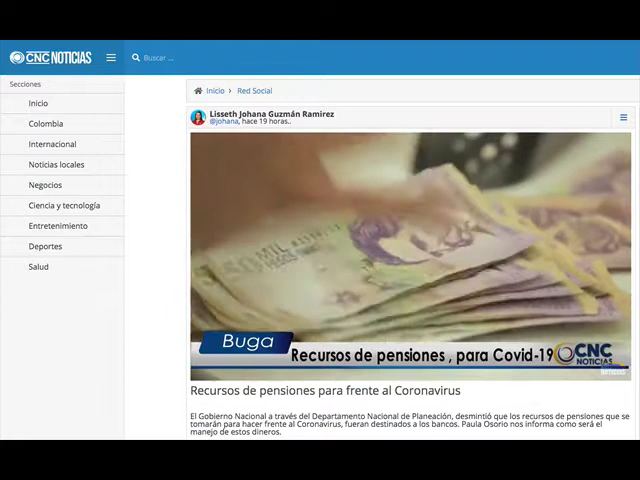 CNC NOTICIAS
Buscar ...
Secciones
Inicio
Colombia
Internacional
Noticias locales
Negocios
Ciencia y tecnología
Entretenimiento
Deportes
Salud
Inicio › Red Social
Lisseth Johana Guzmán Ramirez
@johana, hace 19 horas..
MIL
Buga
Recursos de pensiones , para Covid-19
CNC
NOTICIAS
NOTICIAS
Recursos de pensiones para frente al Coronavirus
El Gobierno Nacional a través del Departamento Nacional de Planeación, desmintió que los recursos de pensiones que se
tomarán para hacer frente al Coronavirus, fueran destinados a los bancos. Paula Osorio nos informa como será el
manejo de estos dineros.